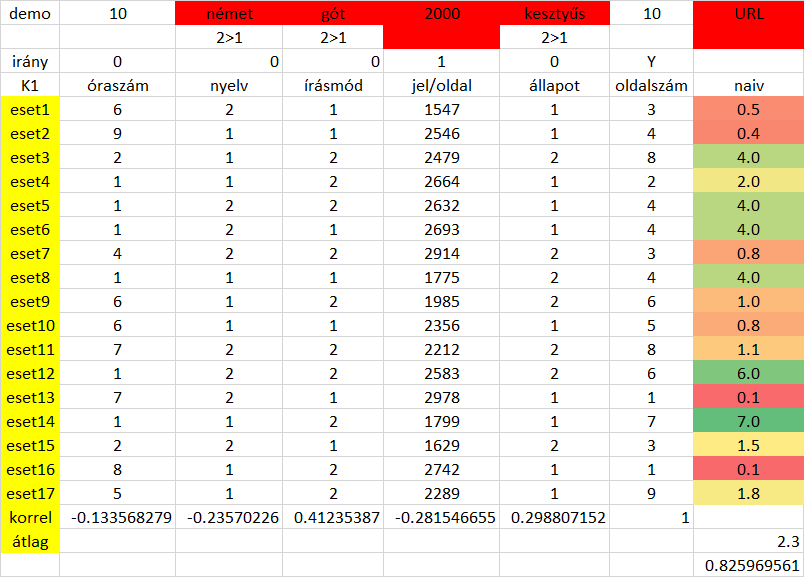 demo 10 német gót 2000 kesztyűs 10 URL
2>1 2>1 2>1
irány 0 0 0 1 0 Y
K1 óraszám nyelv írásmód jel/oldal állapot oldalszám naiv
eset1 6 2 1 1547 1 3 0.5
eset2 9 1 1 2546 1 4 0.4
eset3 2 1 2 2479 2 8 4.0
eset4 1 1 2 2664 1 2 2.0
eset5 1 2 2 2632 1 4 4.0
eset6 1 2 1 2693 1 4 4.0
eset7 4 2 2 2914 2 3 0.8
eset8 1 1 1 1775 2 4 4.0
eset9 6 1 2 1985 2 6 1.0
eset10 6 1 1 2356 1 5 0.8
eset11 7 2 2 2212 2 8 1.1
eset12 1 2 2 2583 2 6 6.0
eset13 7 2 1 2978 1 1 0.1
eset14 1 1 2 1799 1 7 7.0
eset15 2 2 1 1629 2 3 1.5
eset16 8 1 2 2742 1 1 0.1
eset17 5 1 2 2289 1 9 1.8
korrel -0.133568279 -0.23570226 0.41235387 -0.281546655 0.298807152 1
átlag 2.3
0.825969561